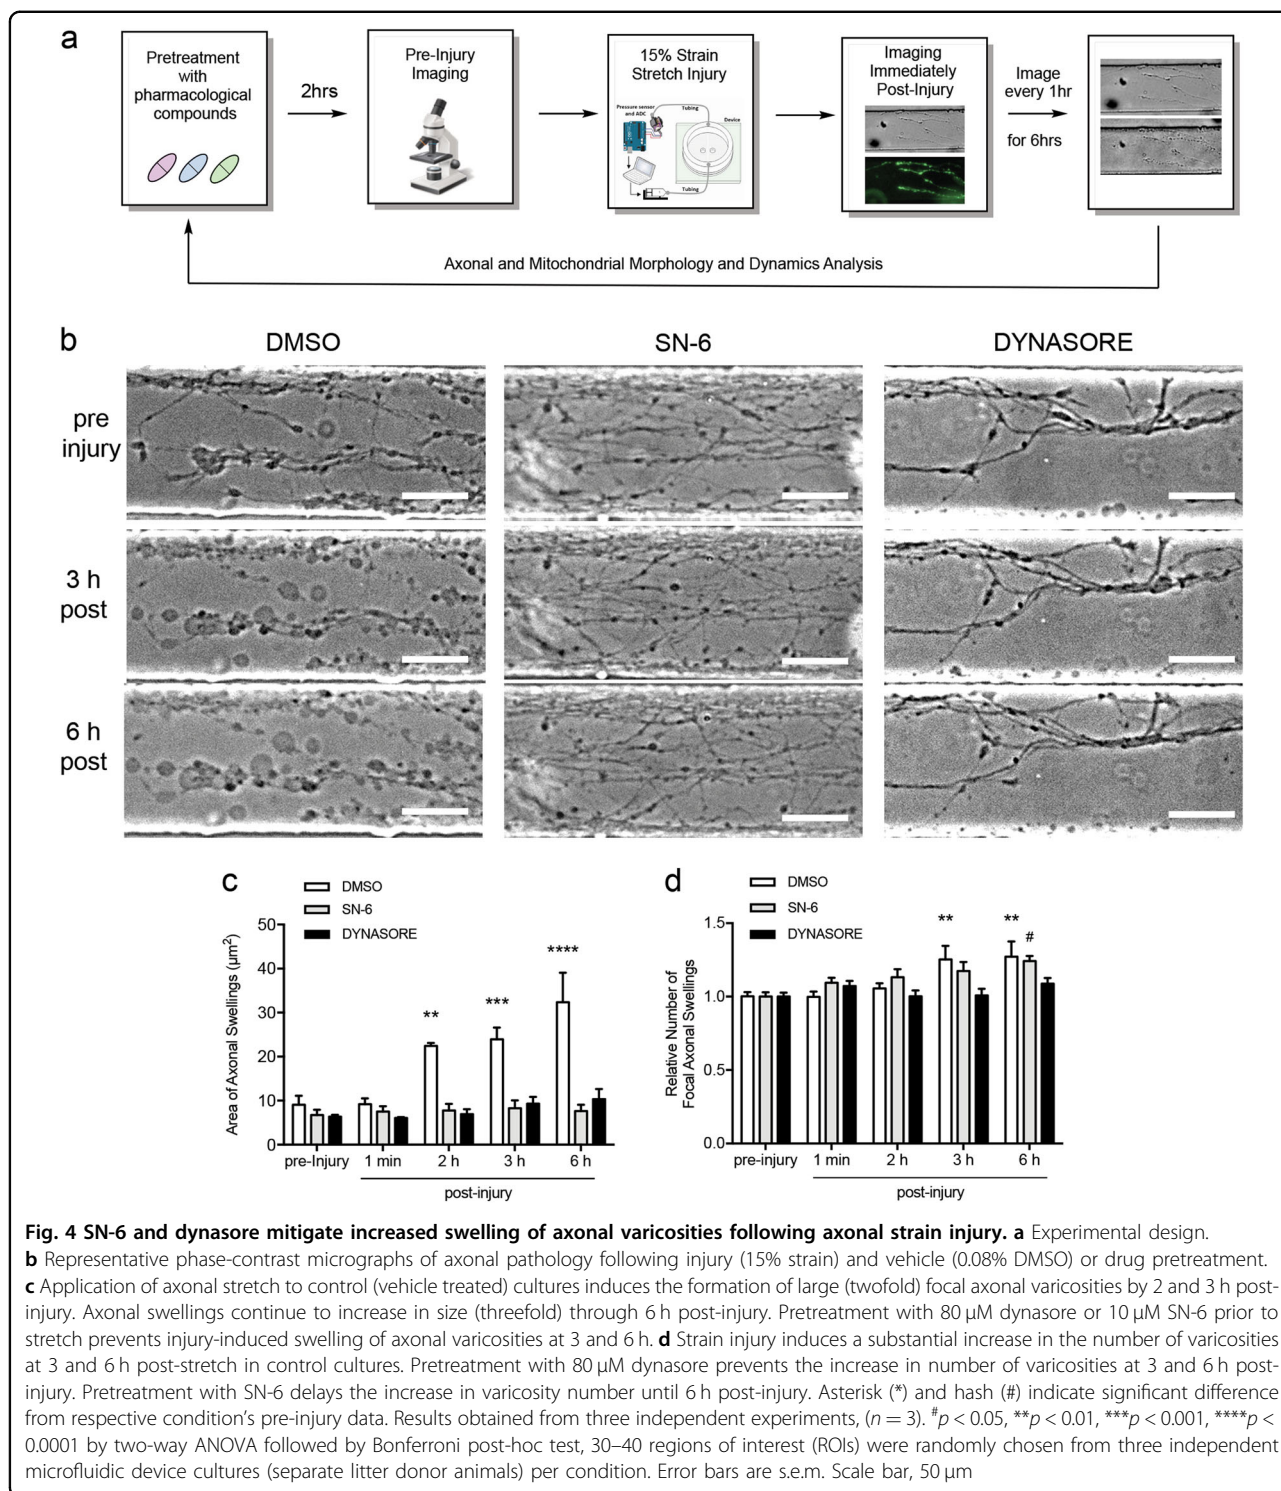 a
Pretreatment
with
pharmacological
compounds
2hrs
Pre-Injury
Imaging
15% Strain
Stretch Injury
Pressure sensor
and ADC
Tubing
Device
Tubing
Imaging
Immediately
Post-Injury
Image
every 1hr
for 6hrs
Axonal and Mitochondrial Morphology and Dynamics Analysis
b
DMSO
SN-6
DYNASORE
pre
injury
3 h
post
6 h
post
c
DMSO
SN-6
DYNASORE
Area of Axonal Swellings (µm²)
50
40
30
20
10
0
**
***
****
pre-Injury
1 min
2 h
3 h
6 h
post-injury
d
DMSO
SN-6
DYNASORE
Relative Number of
Focal Axonal Swellings
1.5
1.0
0.5
0.0
**
**
#
pre-injury
1 min
2 h
3 h
6 h
post-injury
Fig. 4 SN-6 and dynasore mitigate increased swelling of axonal varicosities following axonal strain injury. a Experimental design.
b Representative phase-contrast micrographs of axonal pathology following injury (15% strain) and vehicle (0.08% DMSO) or drug pretreatment.
c Application of axonal stretch to control (vehicle treated) cultures induces the formation of large (twofold) focal axonal varicosities by 2 and 3 h post-
injury. Axonal swellings continue to increase in size (threefold) through 6 h post-injury. Pretreatment with 80 µM dynasore or 10 µM SN-6 prior to
stretch prevents injury-induced swelling of axonal varicosities at 3 and 6 h. d Strain injury induces a substantial increase in the number of varicosities
at 3 and 6 h post-stretch in control cultures. Pretreatment with 80 µM dynasore prevents the increase in number of varicosities at 3 and 6 h post-
injury. Pretreatment with SN-6 delays the increase in varicosity number until 6 h post-injury. Asterisk (*) and hash (#) indicate significant difference
from respective condition's pre-injury data. Results obtained from three independent experiments, (n = 3). #p < 0.05, **p < 0.01, ***p < 0.001, ****p <
0.0001 by two-way ANOVA followed by Bonferroni post-hoc test, 30–40 regions of interest (ROIs) were randomly chosen from three independent
microfluidic device cultures (separate litter donor animals) per condition. Error bars are s.e.m. Scale bar, 50 µm